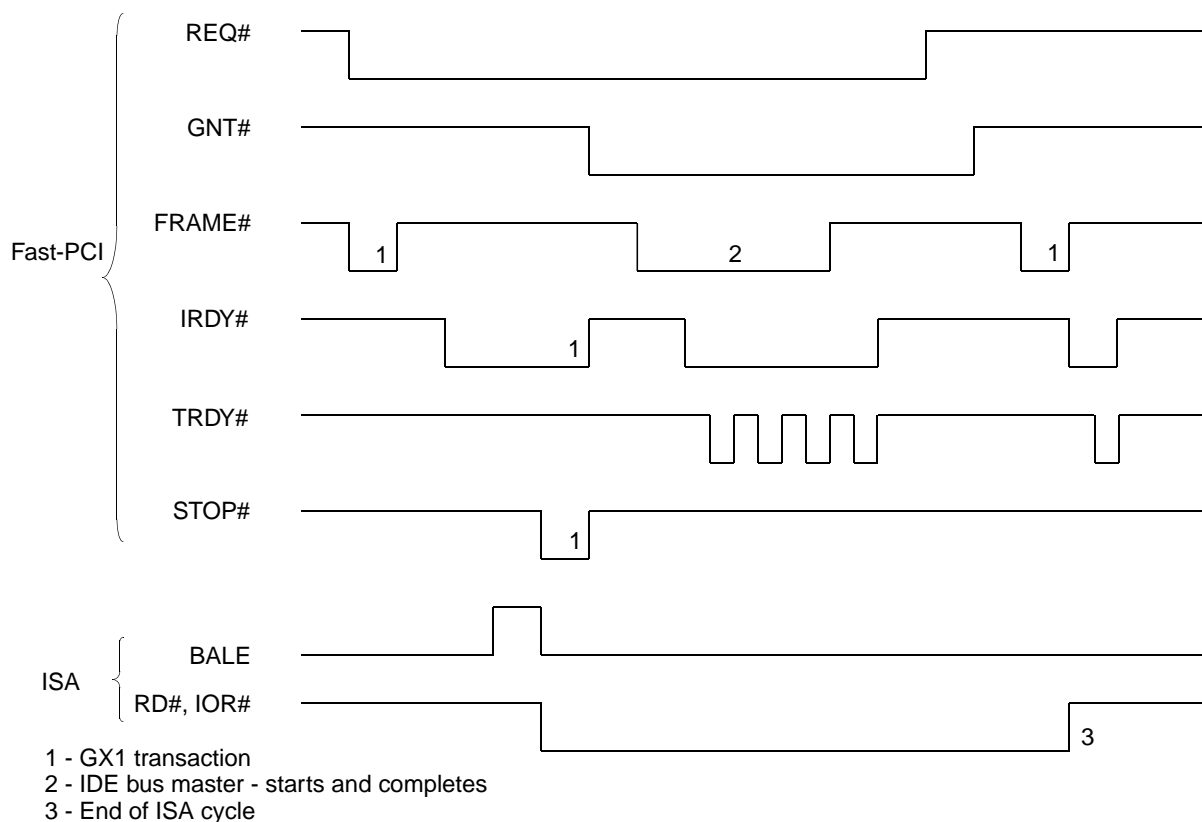 REQ#
GNT#
FRAME#
1
2
1
Fast-PCI
IRDY#
1
TRDY#
STOP#
1
BALE
ISA
RD#, IOR#
3
1 - GX1 transaction
2 - IDE bus master - starts and completes
3 - End of ISA cycle